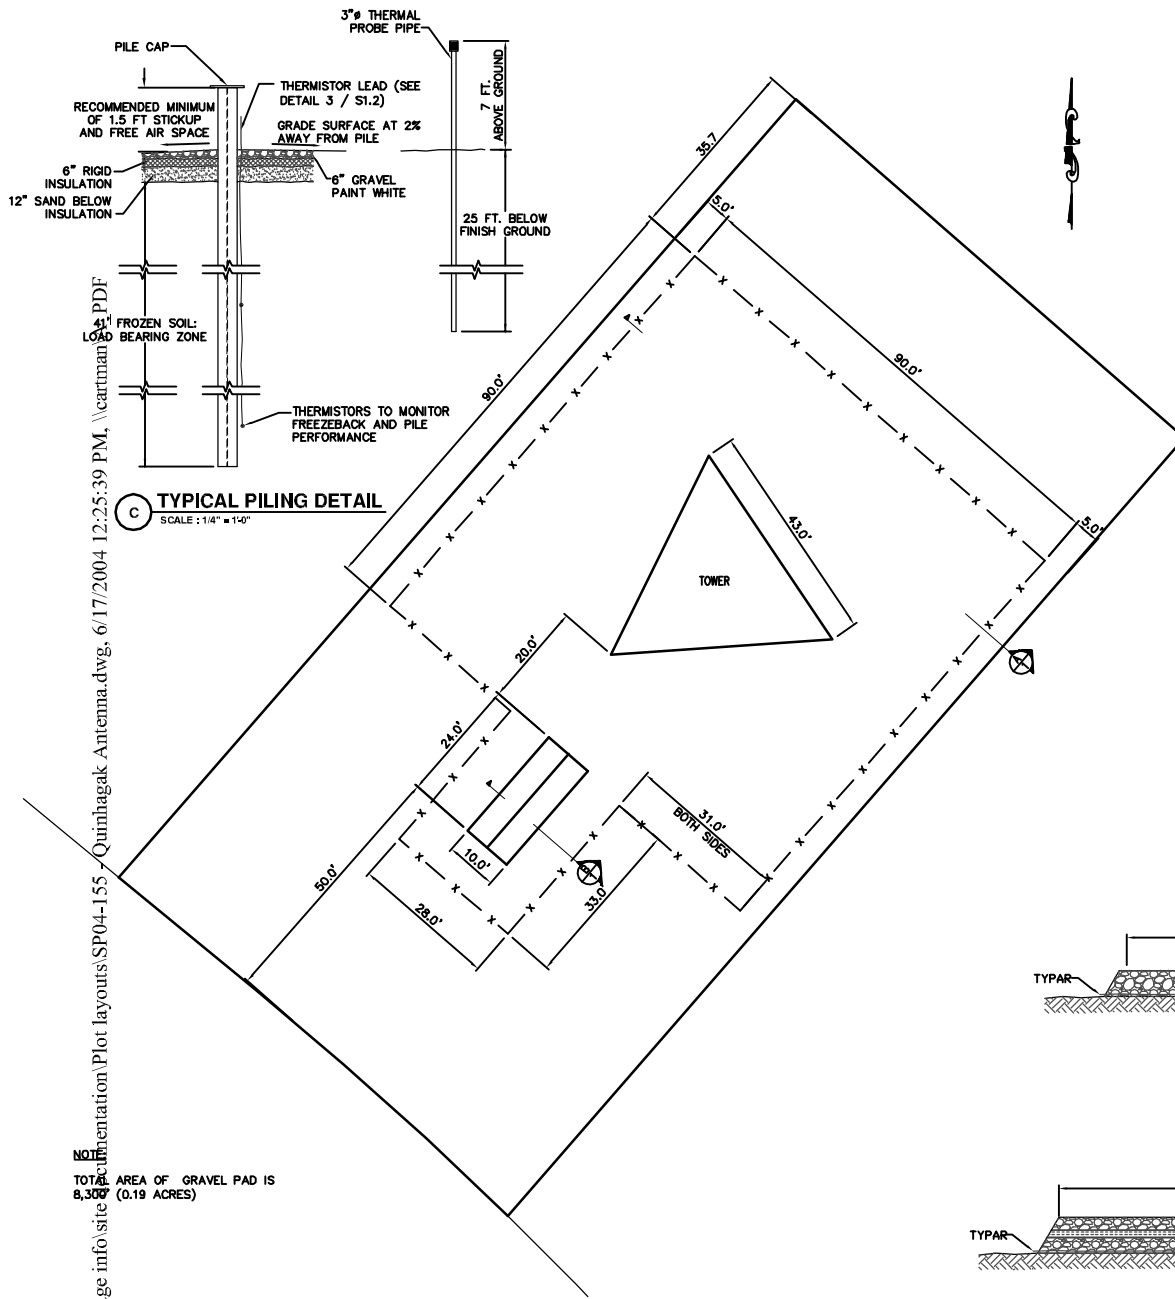 3"ø THERMAL
PROBE PIPE
PILE CAP
THERMISTOR LEAD (SEE
DETAIL 3 / S1.2)
7 FT.
ABOVE GROUND
RECOMMENDED MINIMUM
OF 1.5 FT STICKUP
AND FREE AIR SPACE
GRADE SURFACE AT 2%
AWAY FROM PILE
6" RIGID
INSULATION
6" GRAVEL
PAINT WHITE
12" SAND BELOW
INSULATION
25 FT. BELOW
FINISH GROUND
41' FROZEN SOIL:
LOAD BEARING ZONE
THERMISTORS TO MONITOR
FREEZEBACK AND PILE
PERFORMANCE
C
TYPICAL PILING DETAIL
SCALE : 1/4" = 1'-0"
35.7
5.0'
90.0'
90.0'
5.0'
43.0'
TOWER
20.0'
24.0'
31.0'
BOTH SIDES
10.0'
50.0'
28.0'
33.0
TYPAR
TYPAR
NOTE:
TOTAL AREA OF GRAVEL PAD IS
8,300' (0.19 ACRES)
ge info\site documentation\Plot layouts\SP04-155 - Quinhagak Antenna.dwg, 6/17/2004 12:25:39 PM, \\cartman\
PDF